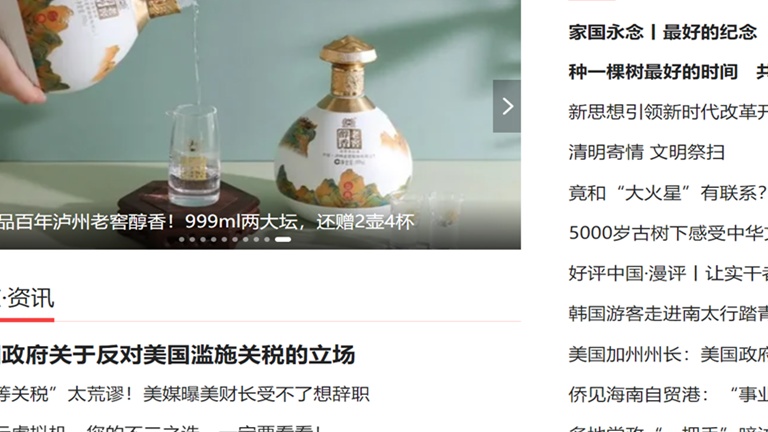 品百年泸州老窖醇香！999ml两大坛，还赠2壶4杯
·资讯
政府关于反对美国滥施关税的立场
等关税”太荒谬！美媒曝美财长受不了想辞职
家国永念丨最好的纪念
种一棵树最好的时间 共
新思想引领新时代改革开
清明寄情 文明祭扫
竟和“大火星”有联系?
5000岁古树下感受中华文
好评中国·漫评丨让实干者
韩国游客走进南太行踏青
美国加州州长：美国政府
侨见海南自贸港：“事业